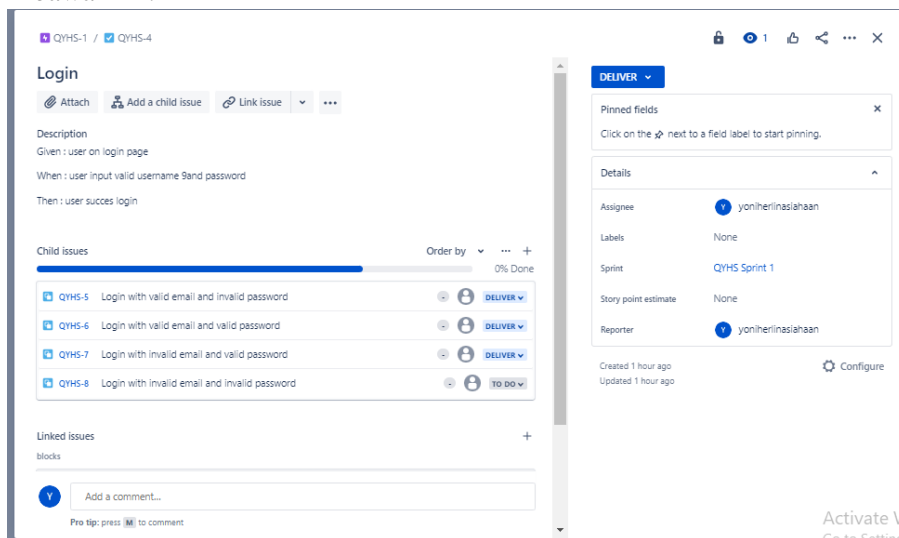 QYHS-1 / QYHS-4
1
Login
Attach Add a child issue Link issue
Description
Given : user on login page
When : user input valid username 9and password
Then : user succes login
Child issues Order by
0% Done
QYHS-5 Login with valid email and invalid password - DELIVER
QYHS-6 Login with valid email and valid password - DELIVER
QYHS-7 Login with invalid email and valid password - DELIVER
QYHS-8 Login with invalid email and invalid password - TO DO
Linked issues
blocks
Y Add a comment...
Pro tip: press M to comment
DELIVER
Pinned fields
Click on the next to a field label to start pinning.
Details
Assignee Y yoniherlinasiahaan
Labels None
Sprint QYHS Sprint 1
Story point estimate None
Reporter Y yoniherlinasiahaan
Created 1 hour ago Configure
Updated 1 hour ago
Activate